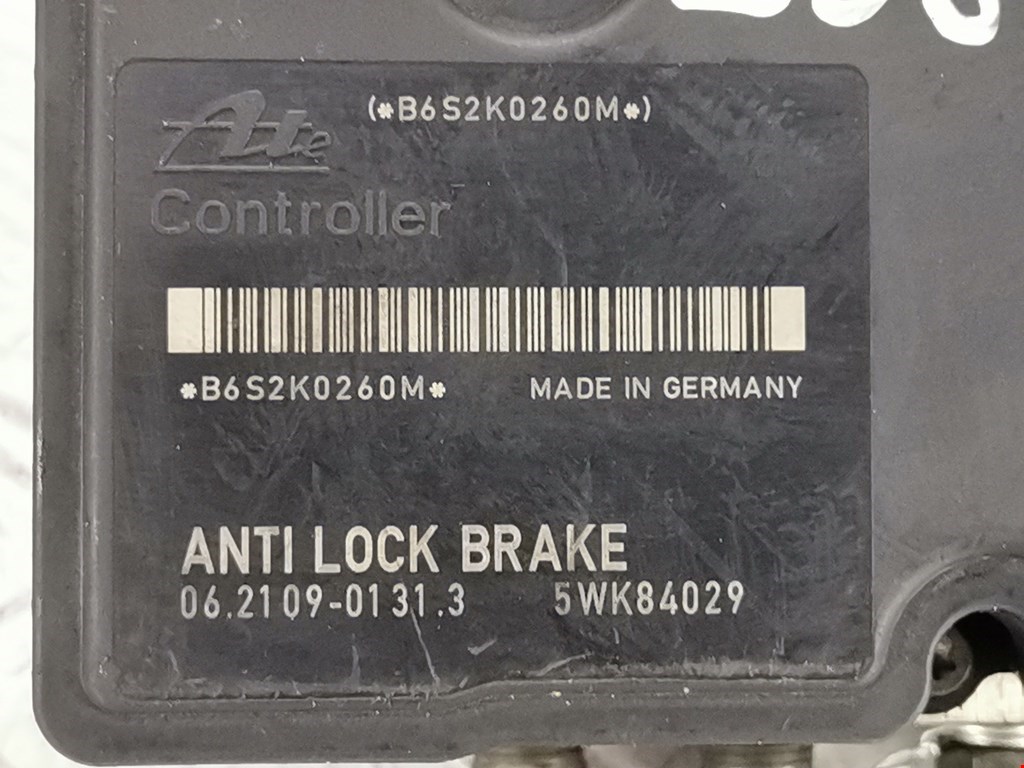 (*B6S2K0260M*)
Ate
Controller
*B6S2K0260M* MADE IN GERMANY
ANTI LOCK BRAKE
06.2109-0131.3 5WK84029